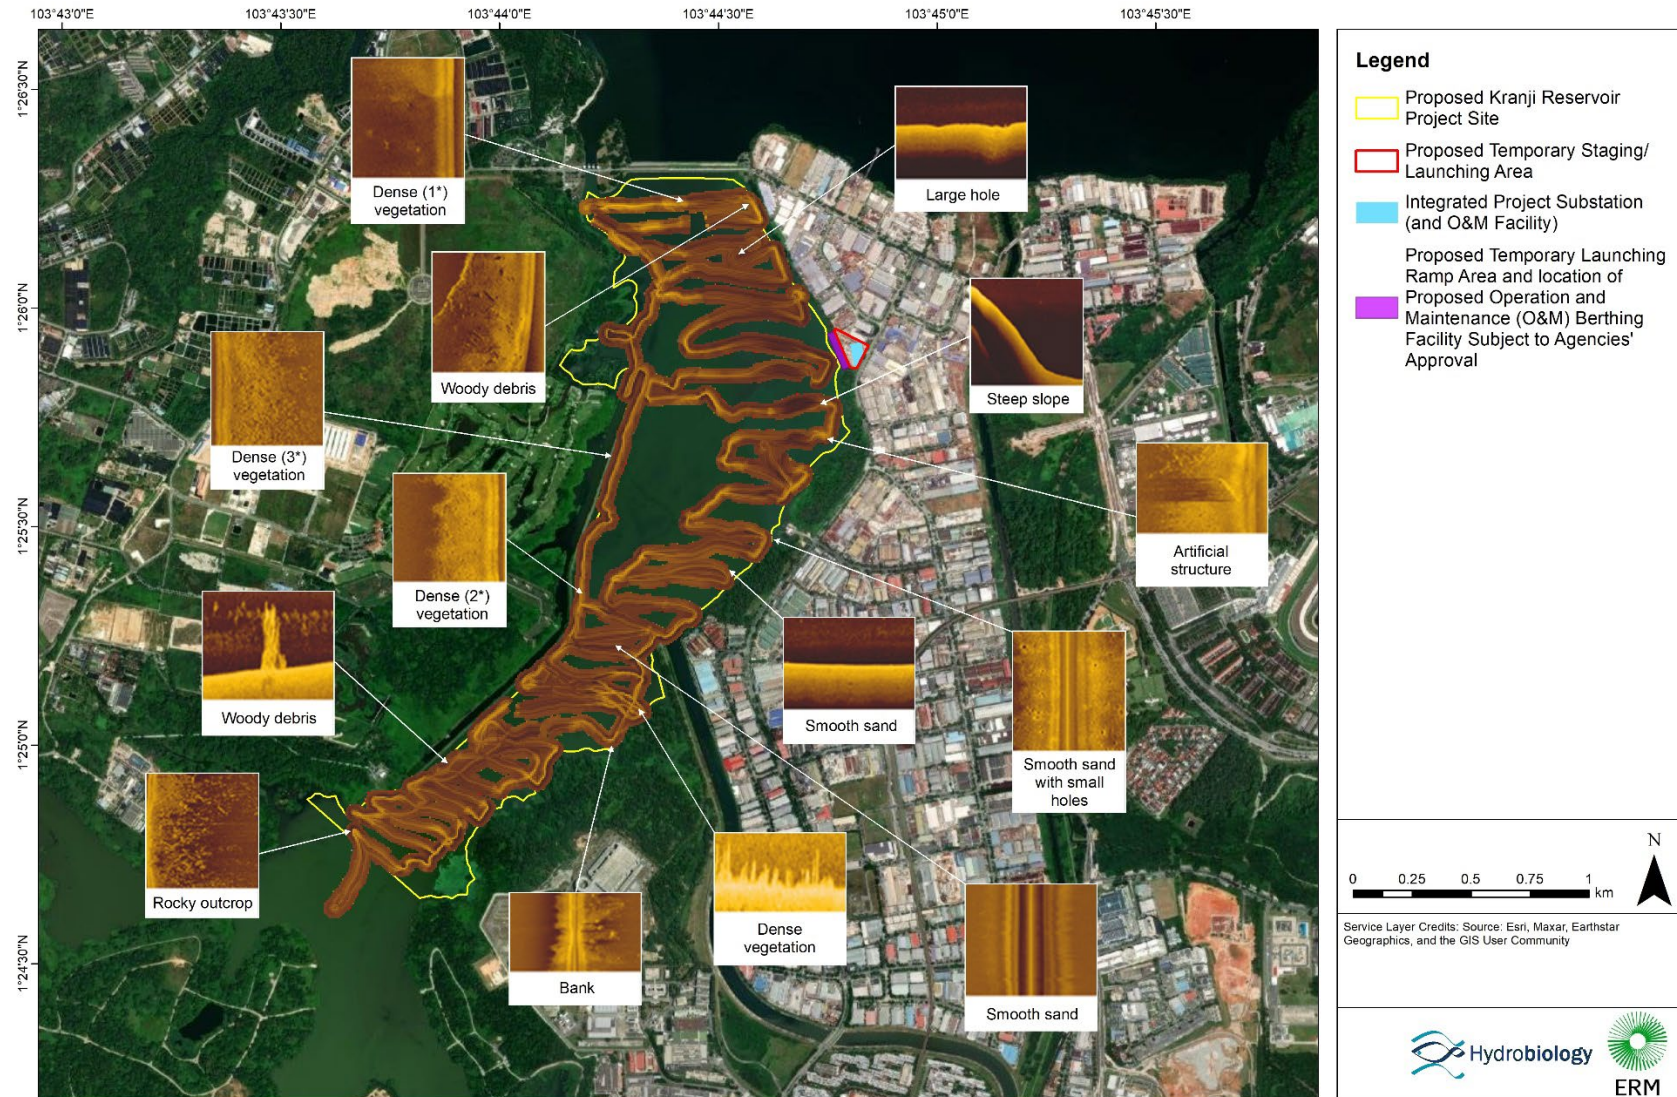 103°43'0"E
103°43'30"E
103°44'0"E
103°44'30"E
103°45'0"E
103°45'30"E
1°26'30"N
1°26'0"N
1°25'30"N
1°25'0"N
1°24'30"N
Dense (1*)
vegetation
Large hole
Woody debris
Steep slope
Dense (3*)
vegetation
Artificial
structure
Dense (2*)
vegetation
Woody debris
Smooth sand
Smooth sand
with small
holes
Rocky outcrop
Dense
vegetation
Bank
Smooth sand
Legend
Proposed Kranji Reservoir
Project Site
Proposed Temporary Staging/
Launching Area
Integrated Project Substation
(and O&M Facility)
Proposed Temporary Launching
Ramp Area and location of
Proposed Operation and
Maintenance (O&M) Berthing
Facility Subject to Agencies'
Approval
N
0 0.25 0.5 0.75 1
km
Service Layer Credits: Source: Esri, Maxar, Earthstar
Geographics, and the GIS User Community
Hydrobiology
ERM